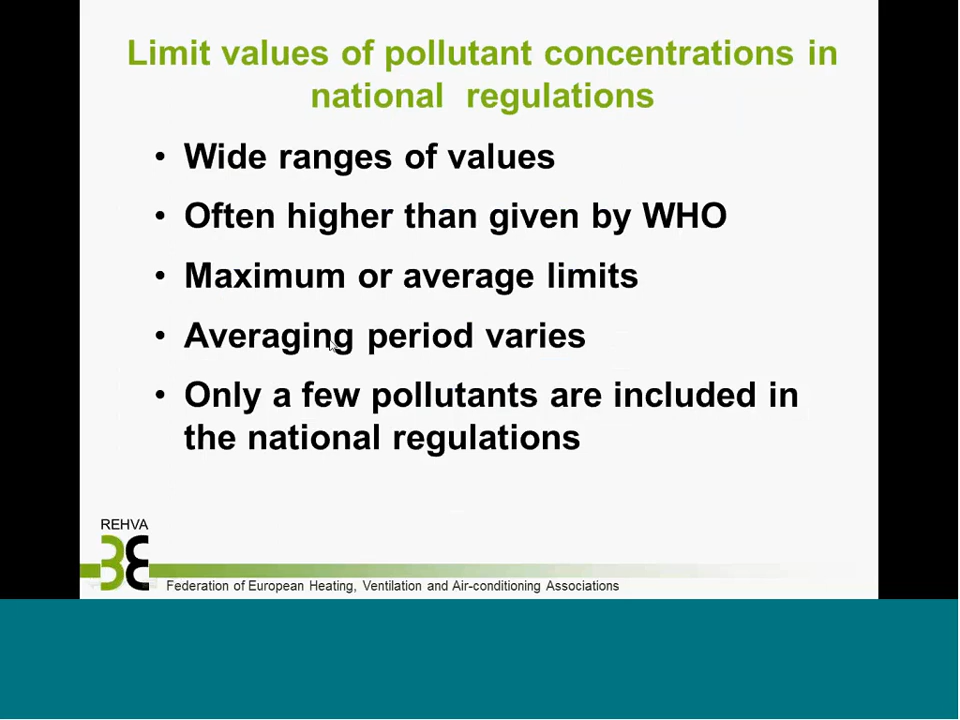 Limit values of pollutant concentrations in
national regulations
• Wide ranges of values
• Often higher than given by WHO
• Maximum or average limits
• Averaging period varies
• Only a few pollutants are included in
the national regulations
REHVA
Federation of European Heating, Ventilation and Air-conditioning Associations